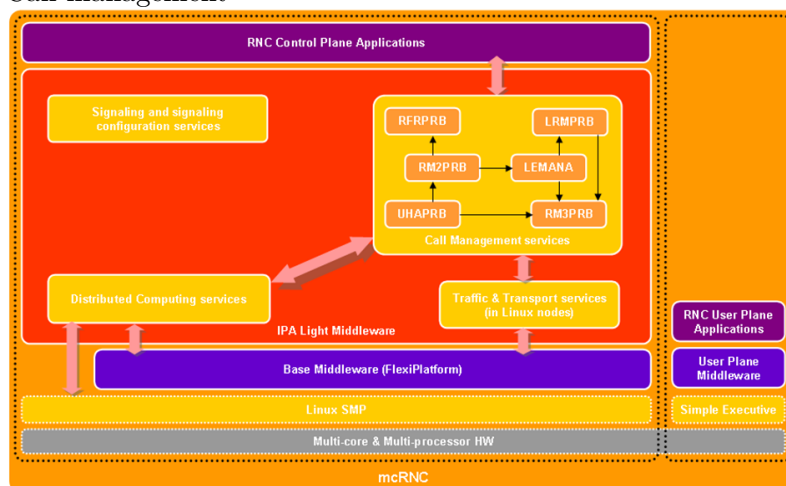 Call management
RNC Control Plane Applications
Signaling and signaling
configuration services
RFRPRB
LRMPRB
RM2PRB
LEMANA
UHAPRB
RM3PRB
Call Management services
Distributed Computing services
Traffic & Transport services
(in Linux nodes)
IPA Light Middleware
RNC User Plane
Applications
Base Middleware (FlexiPlatform)
User Plane
Middleware
Linux SMP
Simple Executive
Multi-core & Multi-processor HW
mcRNC